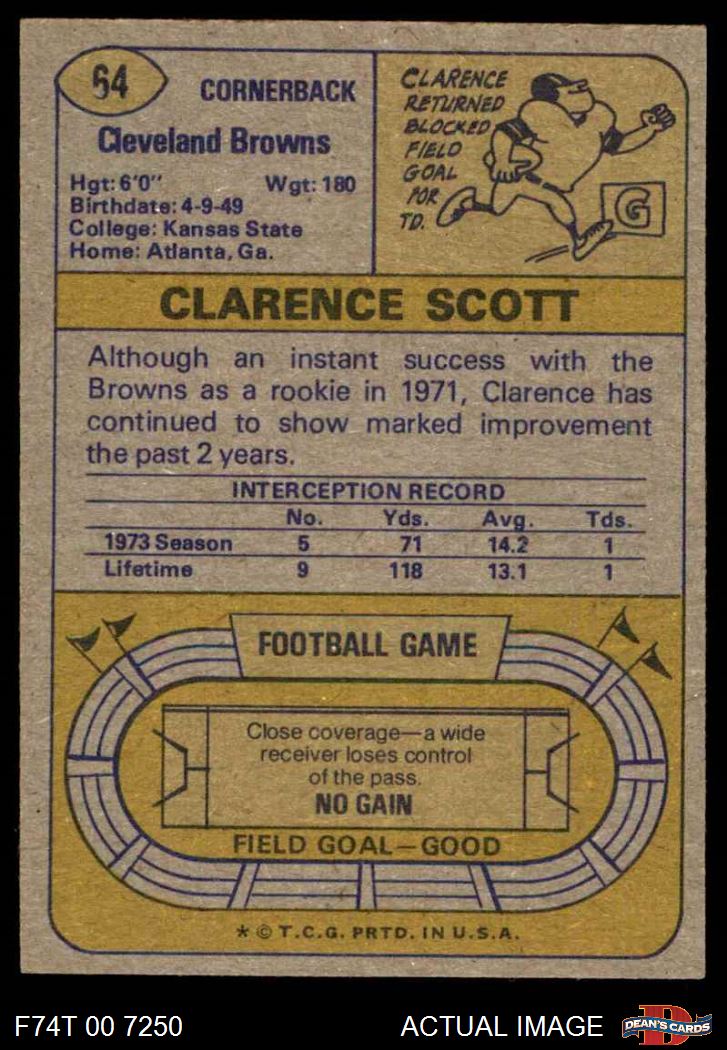 64
CORNERBACK
Cleveland Browns
Hgt: 6'0" Wgt: 180
Birthdate: 4-9-49
College: Kansas State
Home: Atlanta, Ga.
CLARENCE
RETURNED
BLOCKED
FIELD
GOAL
FOR
TD.
G
CLARENCE SCOTT
Although an instant success with the
Browns as a rookie in 1971, Clarence has
continued to show marked improvement
the past 2 years.
INTERCEPTION RECORD
No. Yds. Avg. Tds.
1973 Season 5 71 14.2 1
Lifetime 9 118 13.1 1
FOOTBALL GAME
Close coverage—a wide
receiver loses control
of the pass.
NO GAIN
FIELD GOAL—GOOD
* © T.C.G. PRTD. IN U.S.A.
F74T 00 7250 ACTUAL IMAGE
D
DEAN'S CARDS